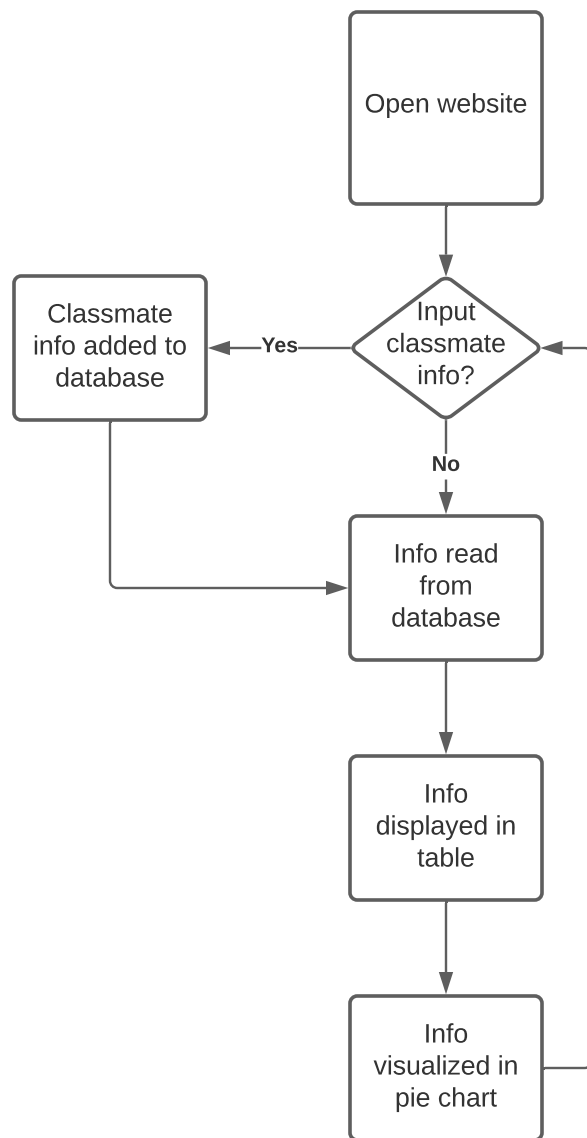 Open website
Input
classmate
info?
Yes
Classmate
info added to
database
No
Info read
from
database
Info
displayed in
table
Info
visualized in
pie chart